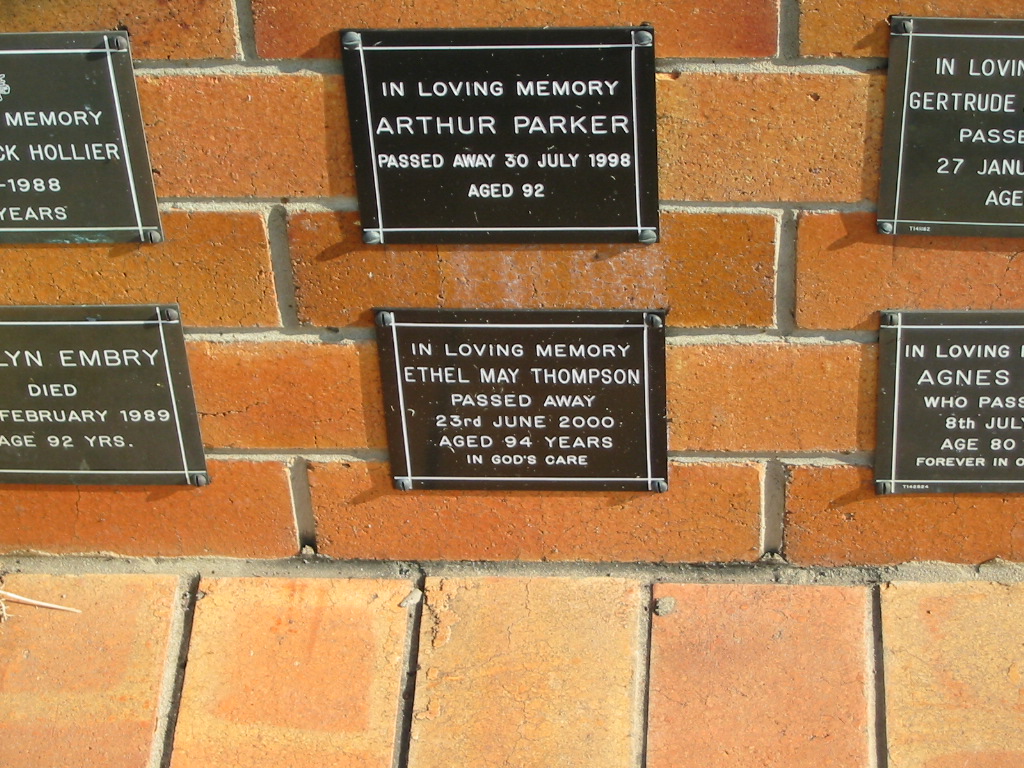 MEMORY
CK HOLLIER
-1988
YEARS
IN LOVING MEMORY
ARTHUR PARKER
PASSED AWAY 30 JULY 1998
AGED 92
IN LOVIN
GERTRUDE
PASSE
27 JANU
AGE
T141162
LYN EMBRY
DIED
FEBRUARY 1989
AGE 92 YRS.
IN LOVING MEMORY
ETHEL MAY THOMPSON
PASSED AWAY
23rd JUNE 2000
AGED 94 YEARS
IN GOD'S CARE
IN LOVING
AGNES
WHO PASS
8th JULY
AGE 80
FOREVER IN O